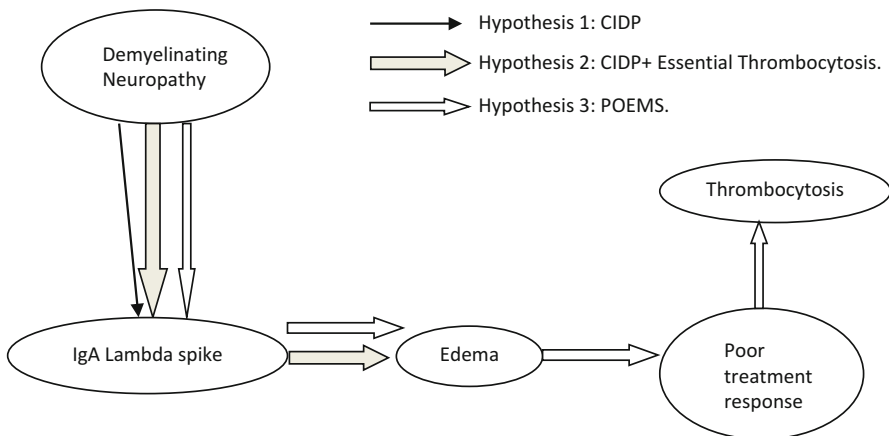 Demyelinating
Neuropathy
Hypothesis 1: CIDP
Hypothesis 2: CIDP+ Essential Thrombocytosis.
Hypothesis 3: POEMS.
Thrombocytosis
IgA Lambda spike
Edema
Poor
treatment
response